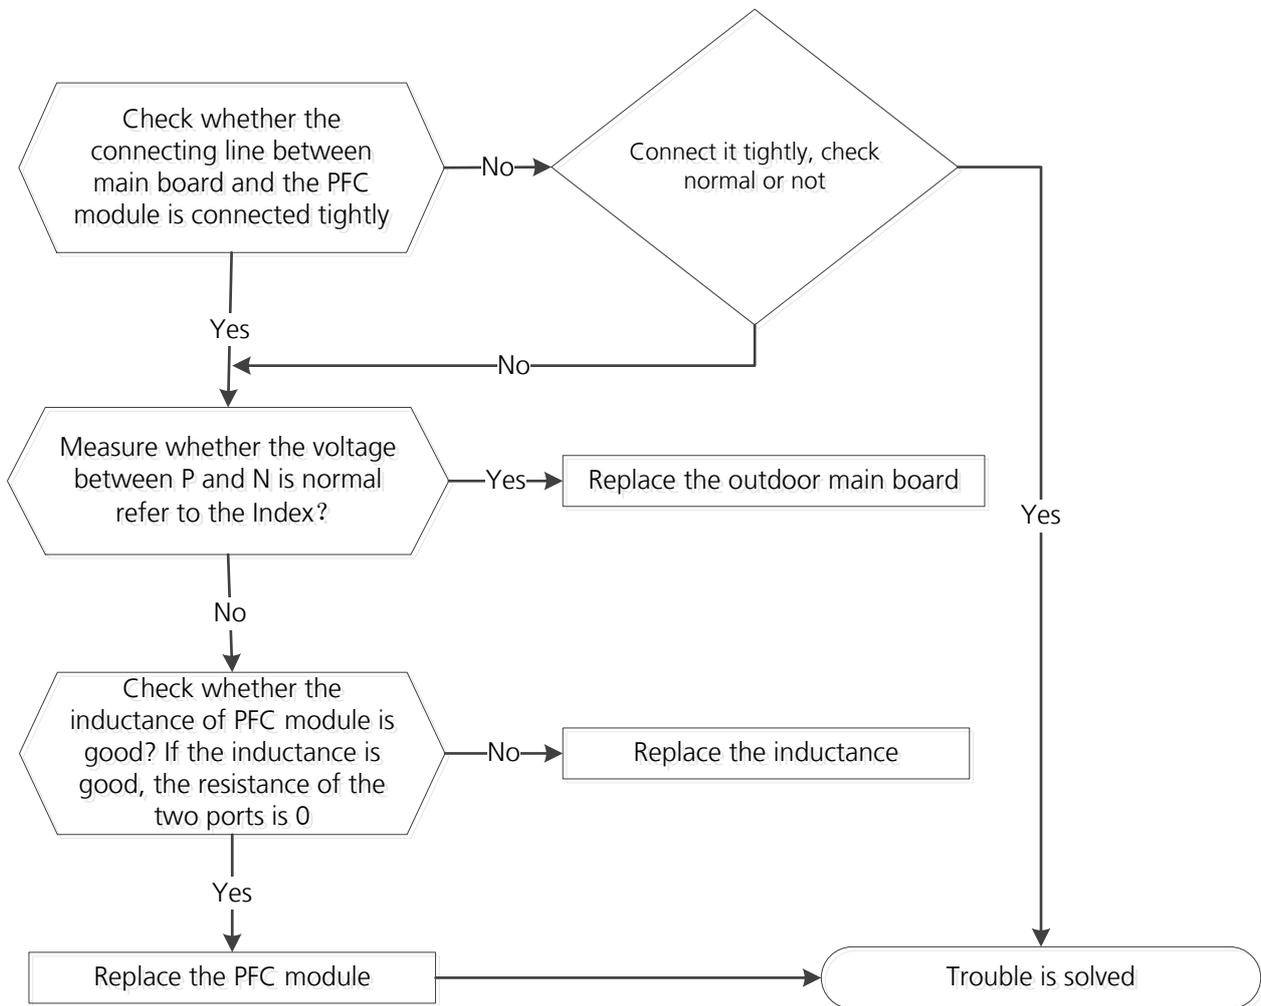 Check whether the
connecting line between
main board and the PFC
module is connected tightly
No
Connect it tightly, check
normal or not
Yes
No
Measure whether the voltage
between P and N is normal
refer to the Index?
Yes
Replace the outdoor main board
Yes
No
Check whether the
inductance of PFC module is
good? If the inductance is
good, the resistance of the
two ports is 0
No
Replace the inductance
Yes
Replace the PFC module
Trouble is solved